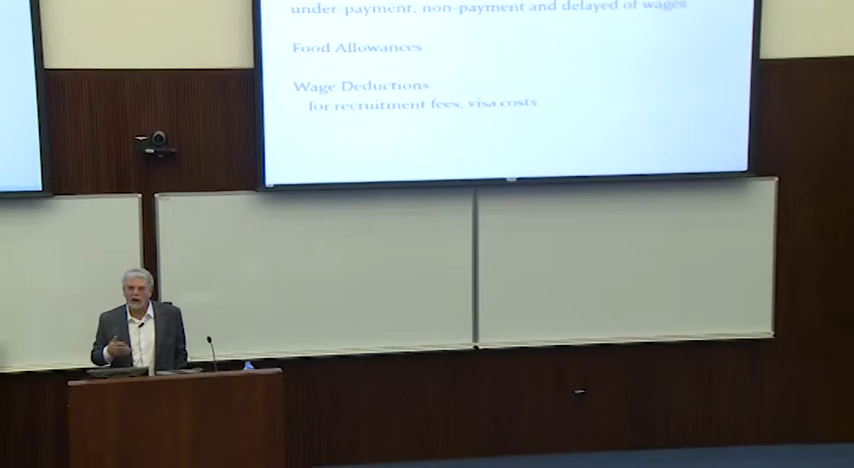 under payment, non-payment and delayed of wages
Food Allowances
Wage Deductions
for recruitment fees, visa costs